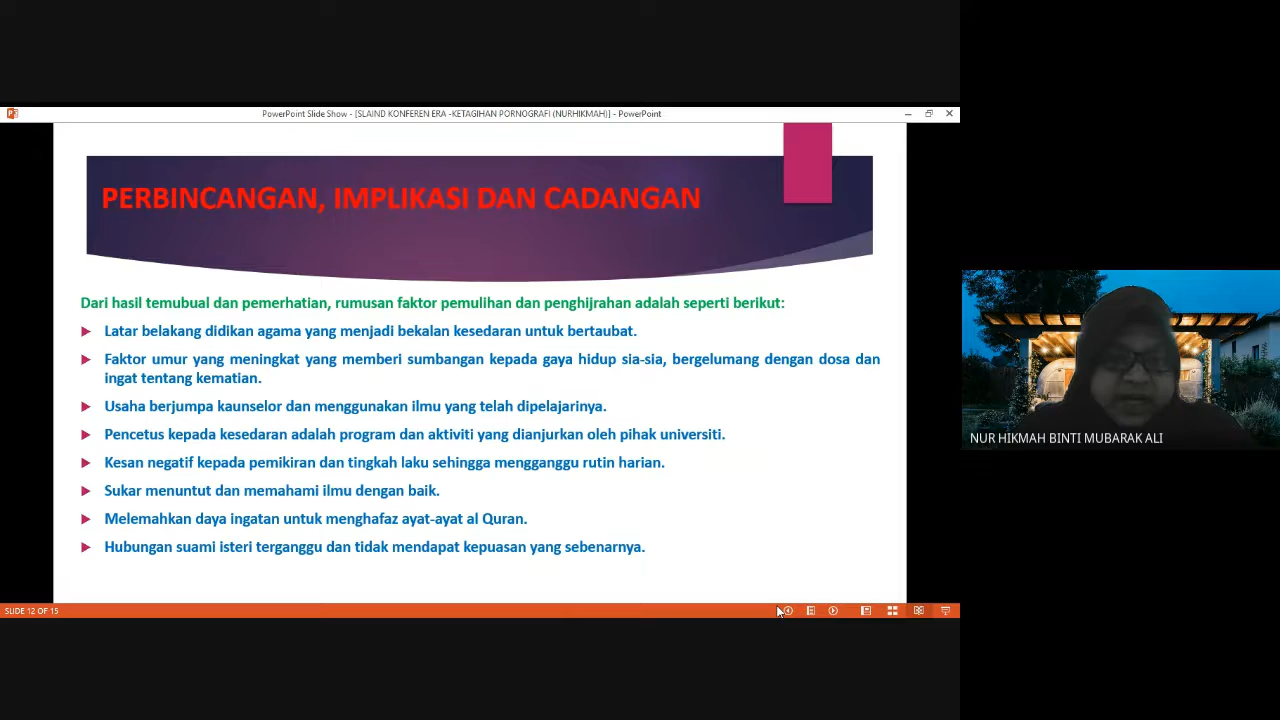 PowerPoint Slide Show - [SLAIND KONFEREN ERA -KETAGIHAN PORNOGRAFI (NURHIKMAH)] - PowerPoint
PERBINCANGAN, IMPLIKASI DAN CADANGAN
Dari hasil temubual dan pemerhatian, rumusan faktor pemulihan dan penghijrahan adalah seperti berikut:
Latar belakang didikan agama yang menjadi bekalan kesedaran untuk bertaubat.
Faktor umur yang meningkat yang memberi sumbangan kepada gaya hidup sia-sia, bergelumang dengan dosa dan
ingat tentang kematian.
Usaha berjumpa kaunselor dan menggunakan ilmu yang telah dipelajarinya.
Pencetus kepada kesedaran adalah program dan aktiviti yang dianjurkan oleh pihak universiti.
Kesan negatif kepada pemikiran dan tingkah laku sehingga mengganggu rutin harian.
Sukar menuntut dan memahami ilmu dengan baik.
Melemahkan daya ingatan untuk menghafaz ayat-ayat al Quran.
Hubungan suami isteri terganggu dan tidak mendapat kepuasan yang sebenarnya.
SLIDE 12 OF 15
NUR HIKMAH BINTI MUBARAK ALI